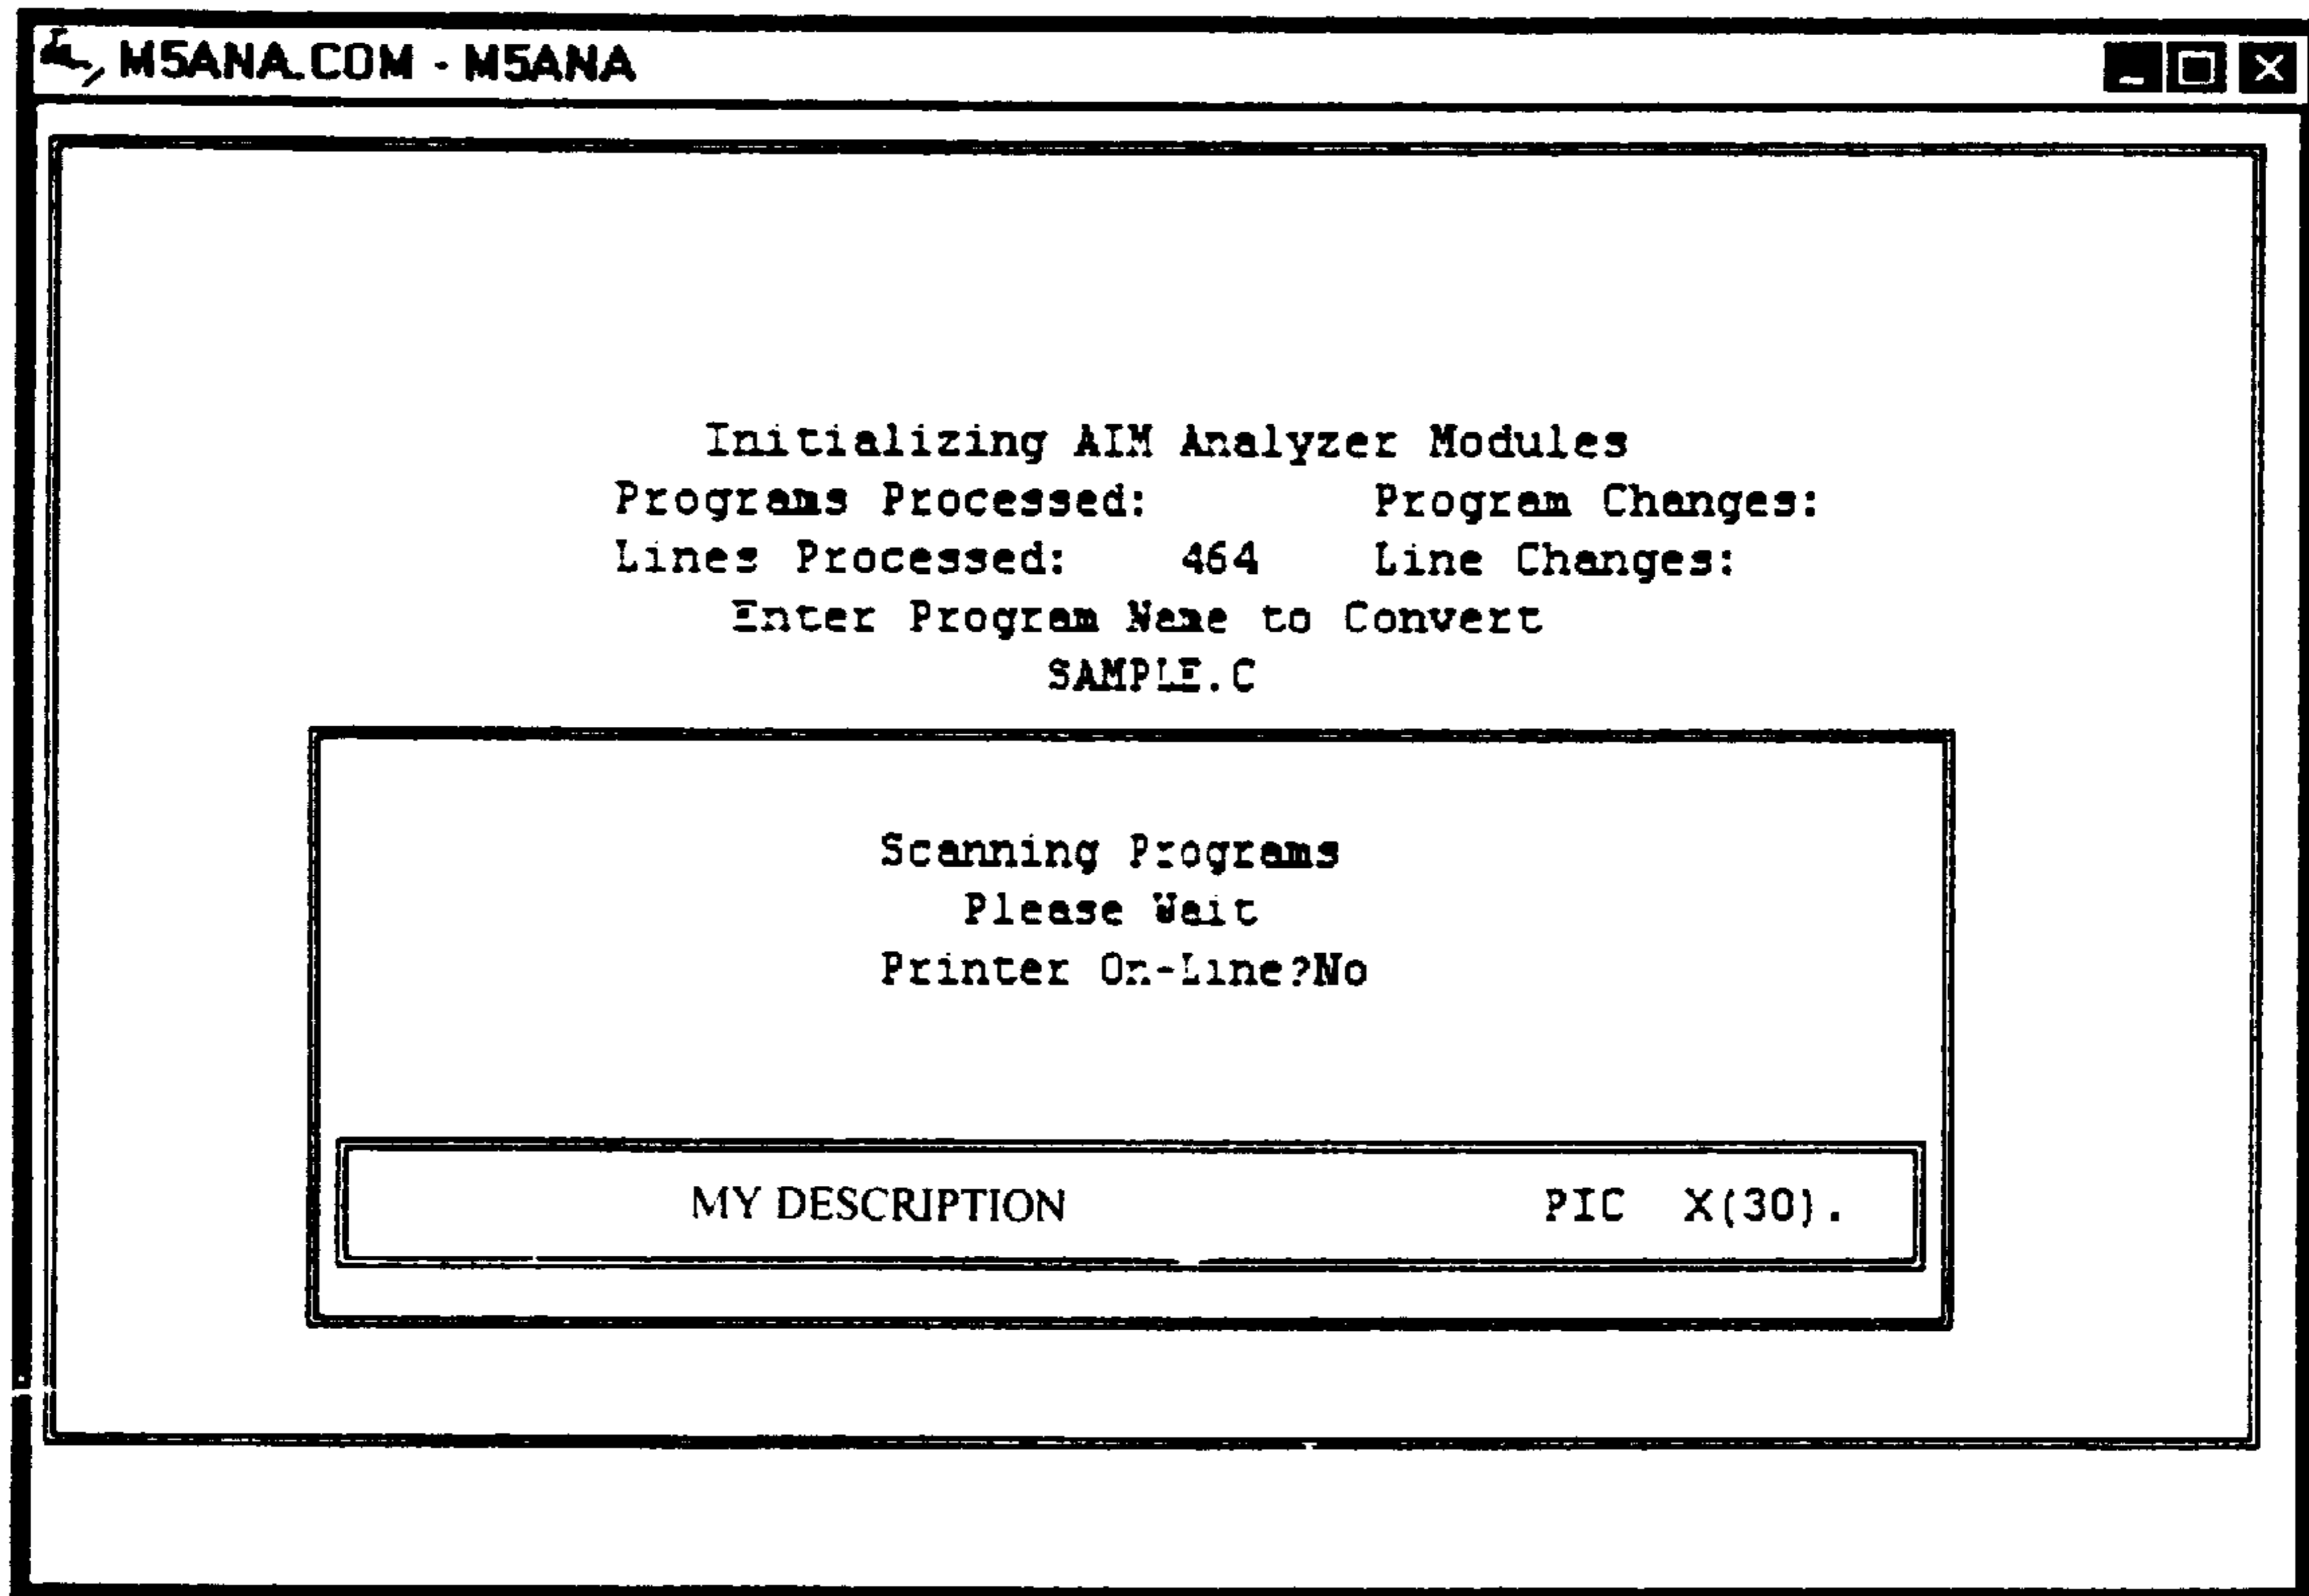 M5ANA.COM - M5ANA
Initializing AIM Analyzer Modules
Programs Processed: Program Changes:
Lines Processed: 464 Line Changes:
Enter Program Name to Convert
SAMPLE.C
Scanning Programs
Please Wait
Printer On-Line?No
MY DESCRIPTION PIC X(30).